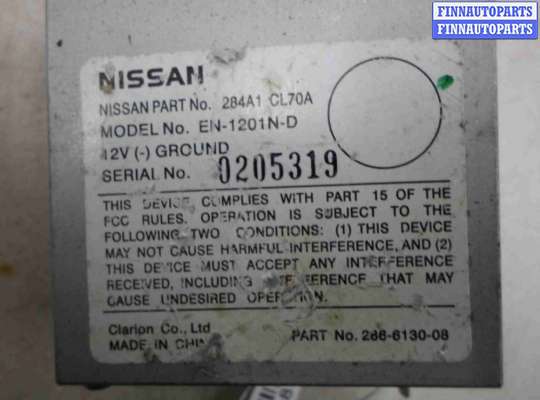 FINNAUTOPARTS
FINNAUTOPARTS
NISSAN
NISSAN PART No. 284A1 CL70A
MODEL No. EN-1201N-D
12V (-) GROUND
SERIAL No. 0205319
THIS DEVICE COMPLIES WITH PART 15 OF THE
FCC RULES. OPERATION IS SUBJECT TO THE
FOLLOWING TWO CONDITIONS: (1) THIS DEVICE
MAY NOT CAUSE HARMFUL INTERFERENCE, AND (2)
THIS DEVICE MUST ACCEPT ANY INTERFERENCE
RECEIVED, INCLUDING INTERFERENCE THAT MAY
CAUSE UNDESIRED OPERATION.
Clarion Co., Ltd
MADE IN CHINA PART No. 266-6130-08